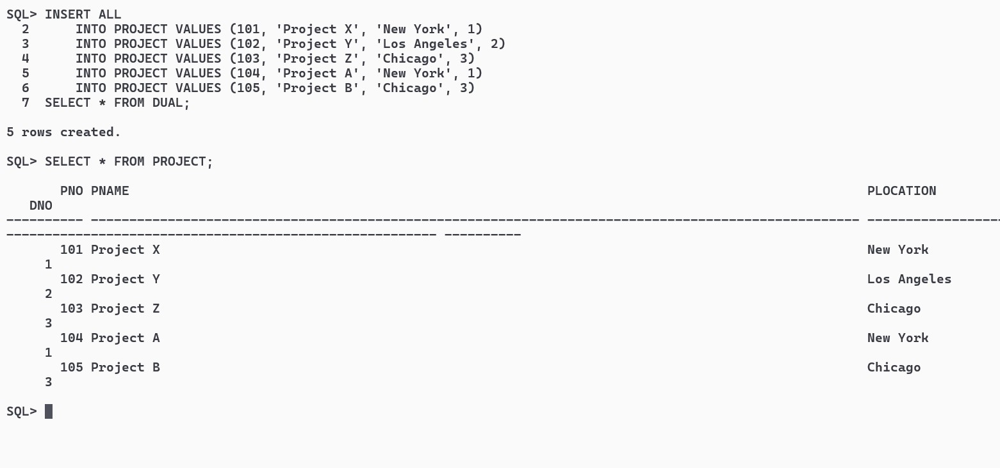 SQL> INSERT ALL
  2      INTO PROJECT VALUES (101, 'Project X', 'New York', 1)
  3      INTO PROJECT VALUES (102, 'Project Y', 'Los Angeles', 2)
  4      INTO PROJECT VALUES (103, 'Project Z', 'Chicago', 3)
  5      INTO PROJECT VALUES (104, 'Project A', 'New York', 1)
  6      INTO PROJECT VALUES (105, 'Project B', 'Chicago', 3)
  7  SELECT * FROM DUAL;
5 rows created.
SQL> SELECT * FROM PROJECT;
       PNO PNAME PLOCATION
   DNO
---------- ---------------------------------------------------------------------------------------------------- -----------------
-------------------------------------------------------- ----------
       101 Project X New York
     1
       102 Project Y Los Angeles
     2
       103 Project Z Chicago
     3
       104 Project A New York
     1
       105 Project B Chicago
     3
SQL>